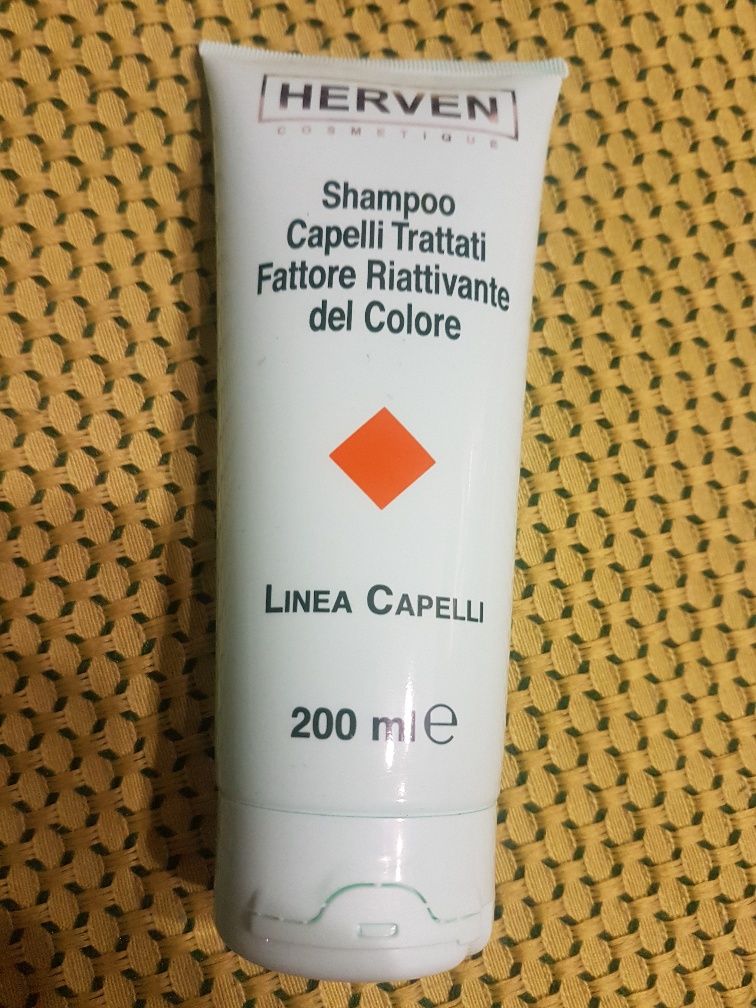 HERVEN
COSMETIQUE
Shampoo
Capelli Trattati
Fattore Riattivante
del Colore
LINEA CAPELLI
200 ml ℮